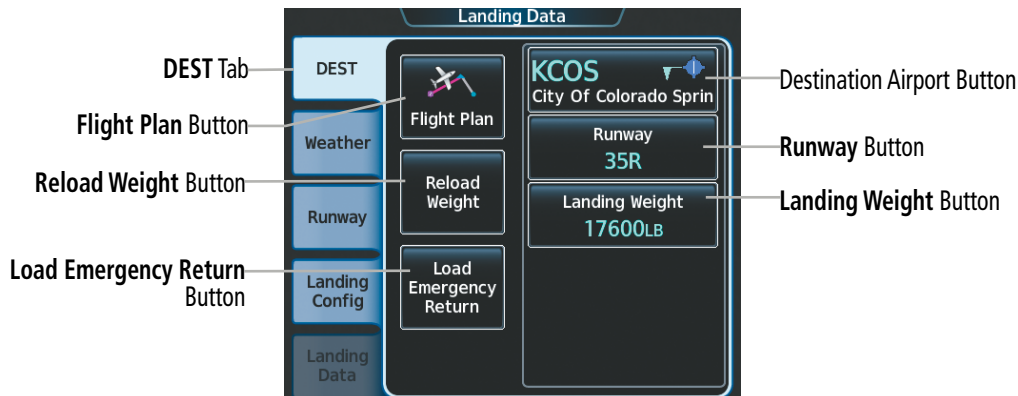 Landing Data
DEST Tab
Flight Plan Button
Reload Weight Button
Load Emergency Return
Button
DEST
Weather
Runway
Landing
Config
Landing
Data
Flight Plan
Reload
Weight
Load
Emergency
Return
KCOS
City Of Colorado Sprin
Runway
35R
Landing Weight
17600LB
Destination Airport Button
Runway Button
Landing Weight Button